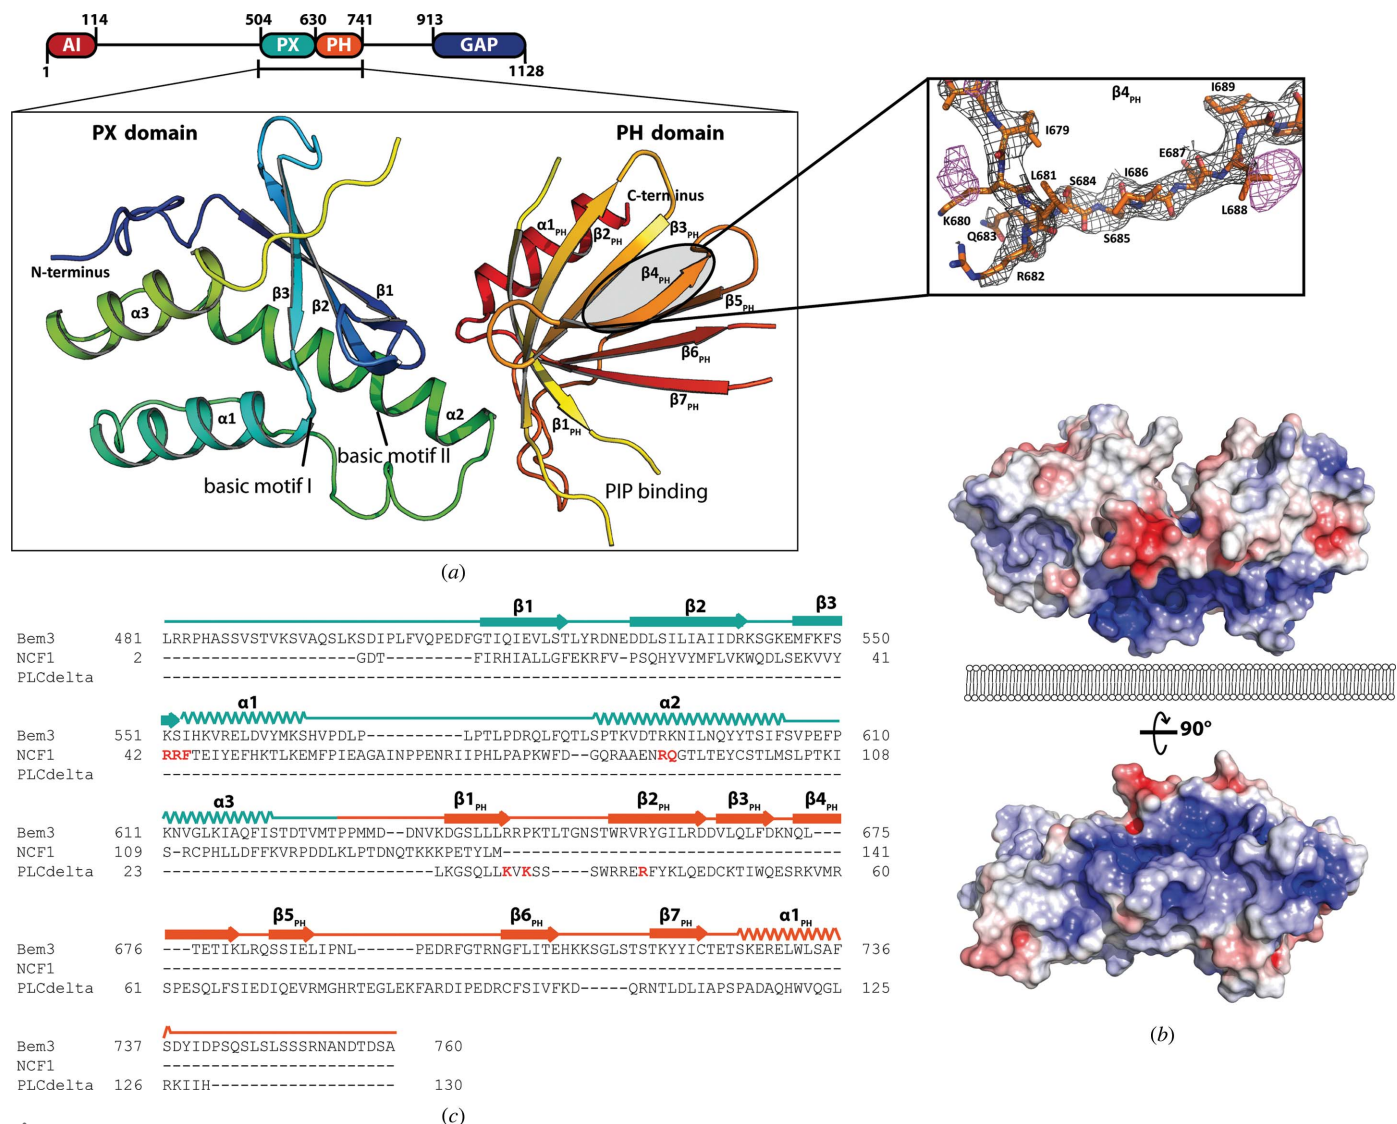 114 504 630 741 913
AI PX PH GAP
1 1128
PX domain PH domain
N-terminus
C-terminus
α3
β3
β2
β1
α1
α2
basic motif I
basic motif II
α1PH
β2PH
β3PH
β4PH
β5PH
β6PH
β7PH
β1PH
PIP binding
β4PH
I689
I679
E687
L681
S684
I686
K680
L688
Q683
S685
R682
(a)
90°
(b)
β1 β2 β3
Bem3 481 LRRPHASSVSTVKSVAQSLKSDIPLFVQPEDFGTIQIEVLSTLYRDNEDDLSILIAIIDRKSGKEMFKFS 550
NCF1 2 --------------------GDT---------FIRHIALLGFEKRFV-PSQHYVYMFLVKWQDLSEKVVY 41
PLCdelta ----------------------------------------------------------------------
α1 α2
Bem3 551 KSIHKVRELDVYMKSHVPDLP----------LPTLPDRQLFQTLSPTKVDTRKNILNQYYTSIFSVPEFP 610
NCF1 42 RRFTEIYEFHKTLKEMFPIEAGAINPPENRIIPHLPAPKWFD--GQRAAENRQGTLTEYCSTLMSLPTKI 108
PLCdelta ----------------------------------------------------------------------
α3 β1PH β2PH β3PH β4PH
Bem3 611 KNVGLKIAQFISTDTVMTPPMMD--DNVKDGSLLLRRPKTLTGNSTWRVRYGILRDDVLQLFDKNQL--- 675
NCF1 109 S-RCPHLLDFFKVRPDDLKLPTDNQTKKKPETYLM----------------------------------- 141
PLCdelta 23 ----------------------------LKGSQLLKVKSS----SWRRERFYKLQEDCKTIWQESRKVMR 60
β5PH β6PH β7PH α1PH
Bem3 676 ---TETIKLRQSSIELIPNL------PEDRFGTRNGFLITEHKKSGLSTSTKYYICTETSKERELWLSAF 736
NCF1 ----------------------------------------------------------------------
PLCdelta 61 SPESQLFSIEDIQEVRMGHRTEGLEKFARDIPEDRCFSIVFKD-----QRNTLDLIAPSPADAQHWVQGL 125
Bem3 737 SDYIDPSQSLSLSSSRNANDTDSA 760
NCF1 ------------------------
PLCdelta 126 RKIIH------------------- 130
(c)